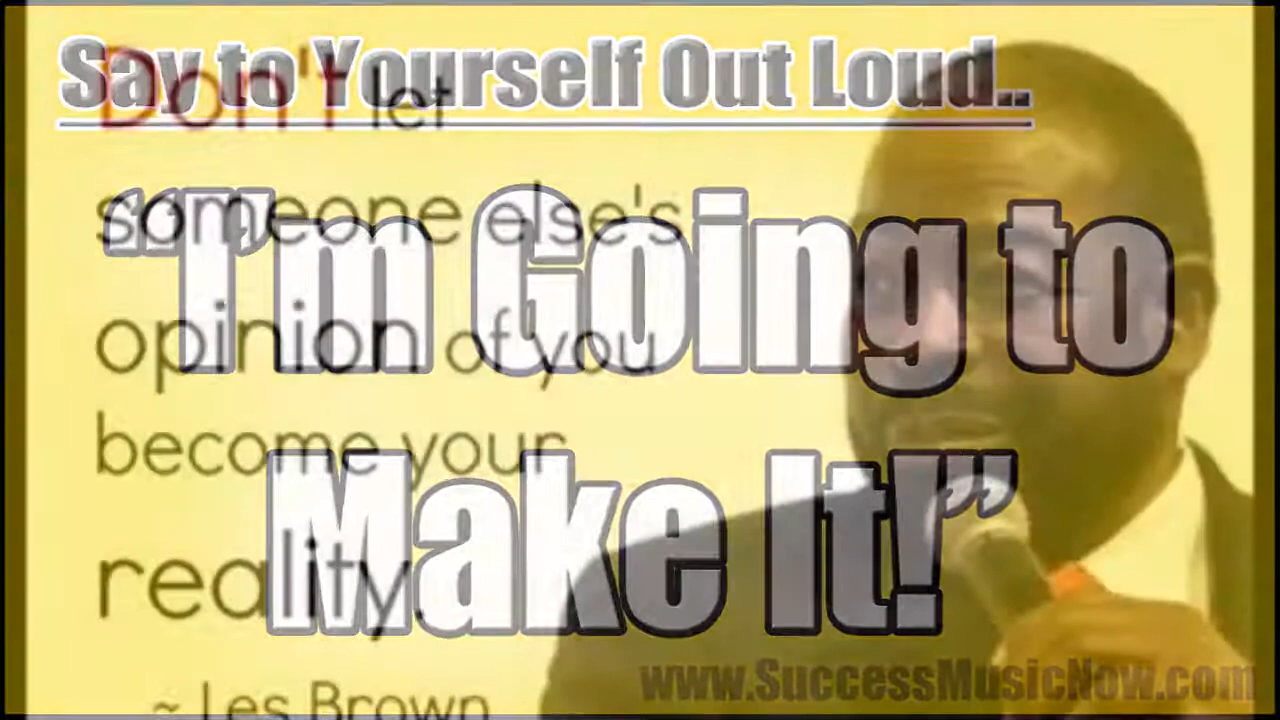 Say to Yourself Out Loud..
“I'm Going to
Make It!”
Don't let
someone else's
opinion of you
become your
reality.
~ Les Brown
www.SuccessMusicNow.com